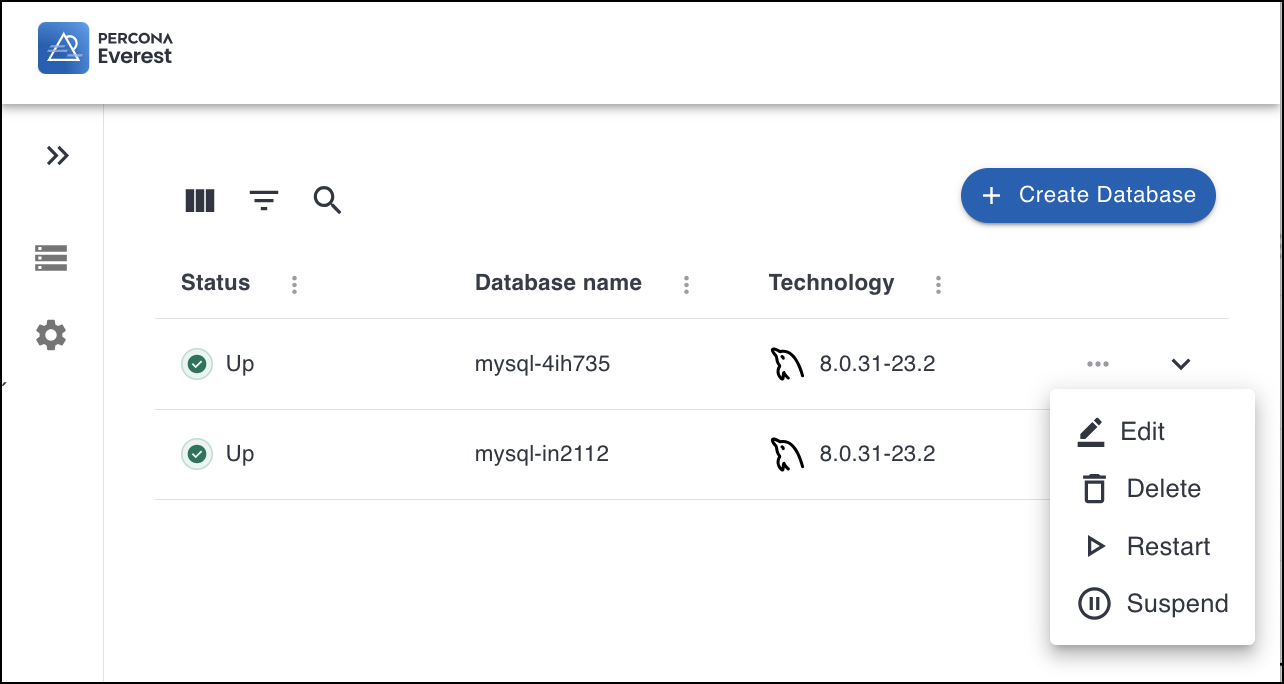 PERCONA
Everest
+ Create Database
Status Database name Technology
Up mysql-4ih735 8.0.31-23.2
Up mysql-in2112 8.0.31-23.2
Edit
Delete
Restart
Suspend